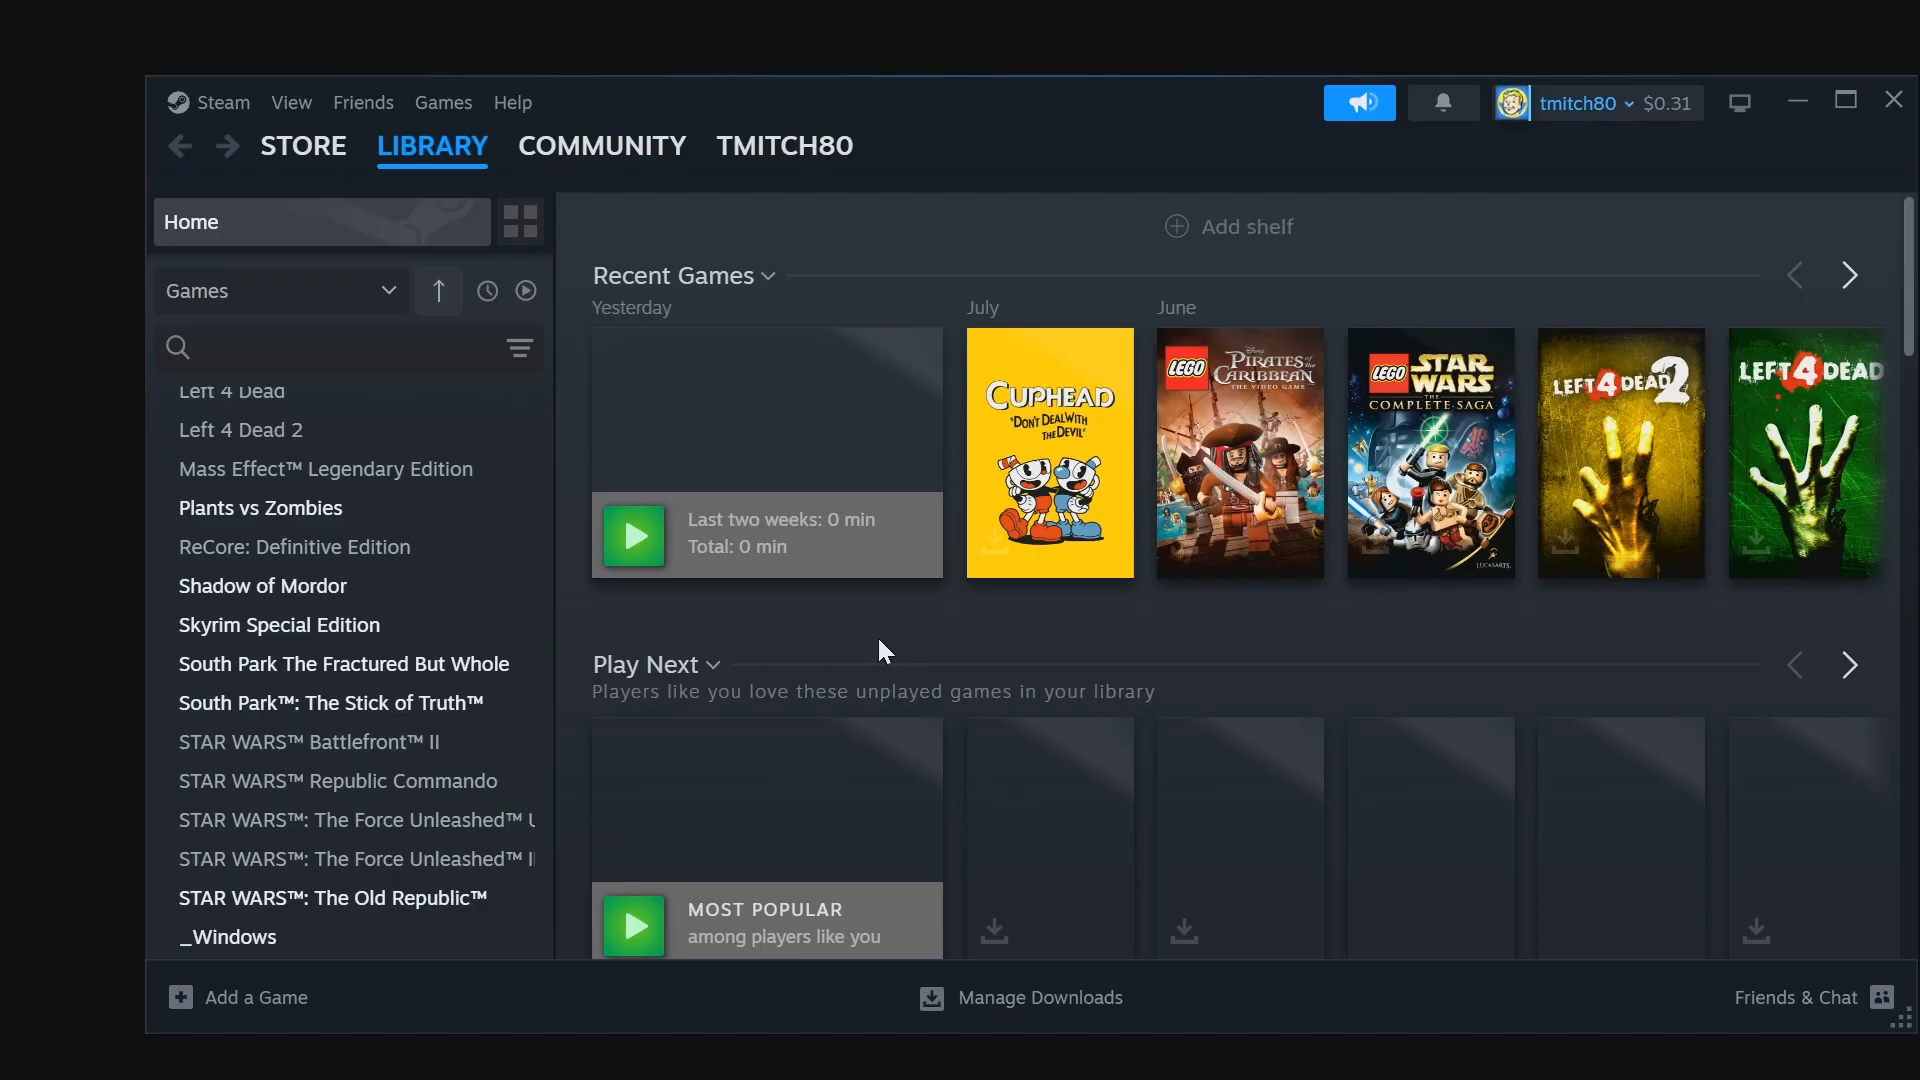 Steam View Friends Games Help
tmitch80 $0.31
STORE LIBRARY COMMUNITY TMITCH80
Home
Games
Left 4 Dead
Left 4 Dead 2
Mass Effect™ Legendary Edition
Plants vs Zombies
ReCore: Definitive Edition
Shadow of Mordor
Skyrim Special Edition
South Park The Fractured But Whole
South Park™: The Stick of Truth™
STAR WARS™ Battlefront™ II
STAR WARS™ Republic Commando
STAR WARS™: The Force Unleashed™ U
STAR WARS™: The Force Unleashed™ II
STAR WARS™: The Old Republic™
_Windows
Add shelf
Recent Games
Yesterday
July
June
Last two weeks: 0 min
Total: 0 min
CUPHEAD
"DON'T DEAL WITH
THE DEVIL"
LEGO Disney PIRATES of the
CARIBBEAN
THE VIDEO GAME
LEGO STAR
WARS
THE
COMPLETE SAGA
LUCASARTS
LEFT 4 DEAD 2
LEFT 4 DEAD
Play Next
Players like you love these unplayed games in your library
MOST POPULAR
among players like you
Add a Game
Manage Downloads
Friends & Chat